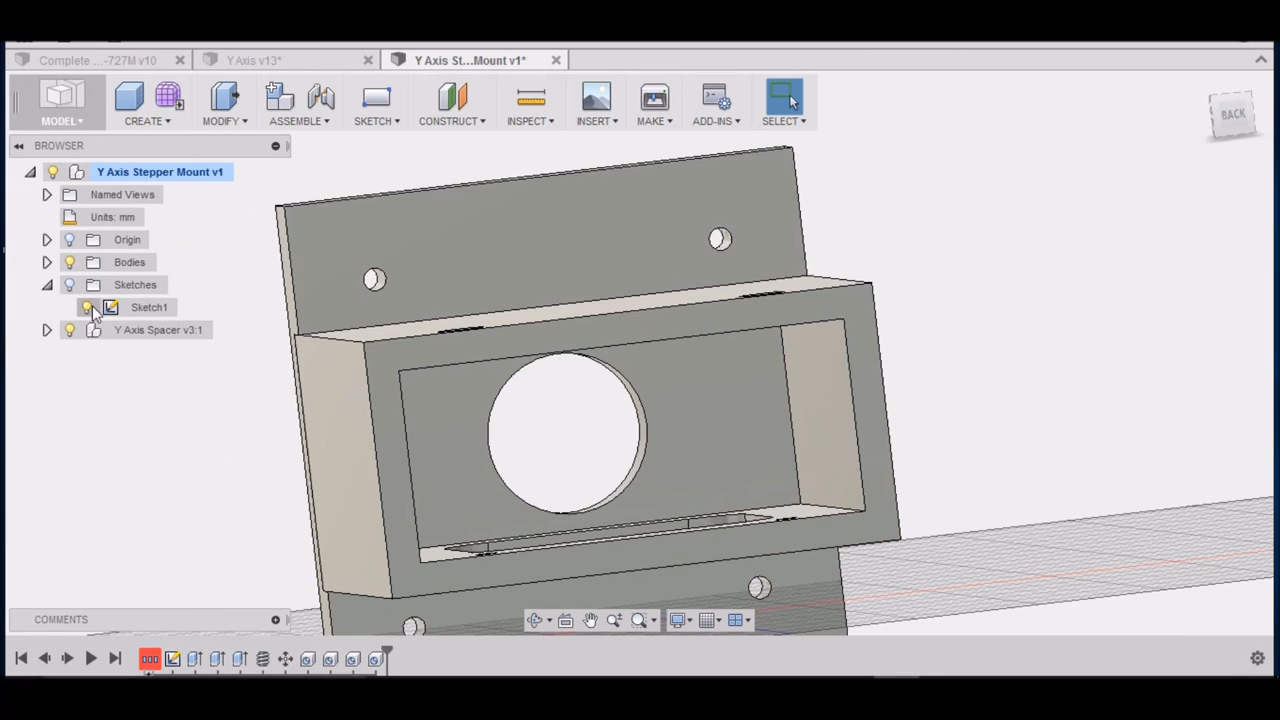 Complete ...-727M v10
Y Axis v13*
Y Axis St...Mount v1*
MODEL
CREATE
MODIFY
ASSEMBLE
SKETCH
CONSTRUCT
INSPECT
INSERT
MAKE
ADD-INS
SELECT
BACK
BROWSER
Y Axis Stepper Mount v1
Named Views
Units: mm
Origin
Bodies
Sketches
Sketch1
Y Axis Spacer v3:1
COMMENTS